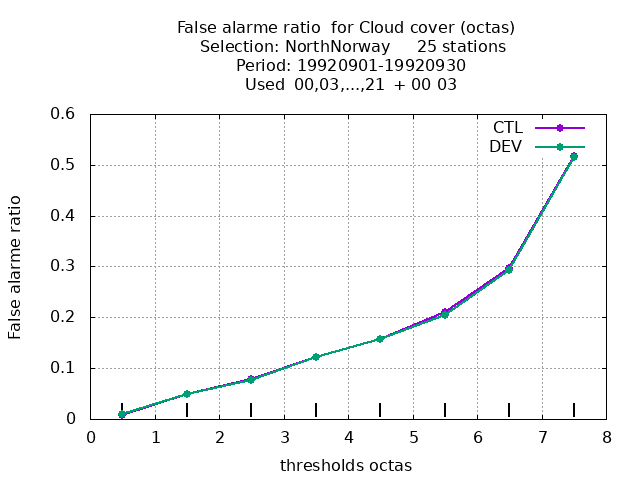 False alarme ratio  for Cloud cover (octas)
Selection: NorthNorway     25 stations
Period: 19920901-19920930
Used  00,03,...,21  + 00 03
CTL
DEV
False alarme ratio
0.6
0.5
0.4
0.3
0.2
0.1
0
0 1 2 3 4 5 6 7 8
thresholds octas